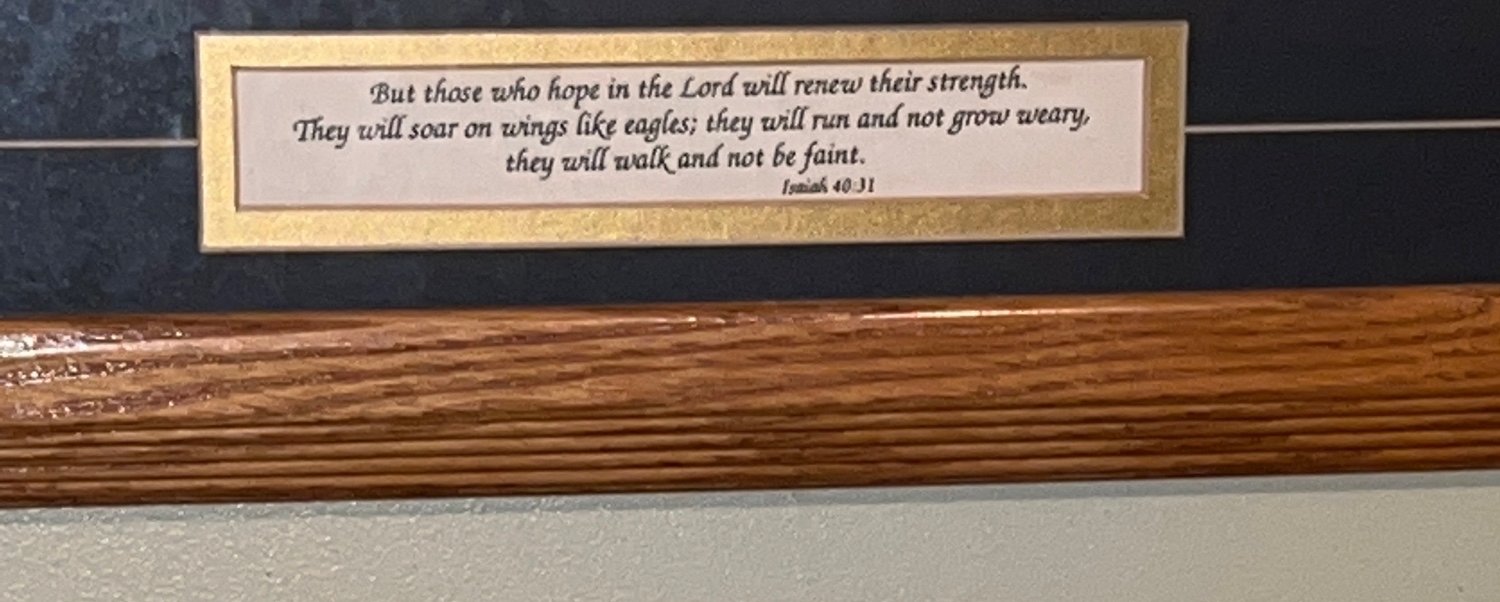 But those who hope in the Lord will renew their strength.
They will soar on wings like eagles; they will run and not grow weary,
they will walk and not be faint.
Isaiah 40:31